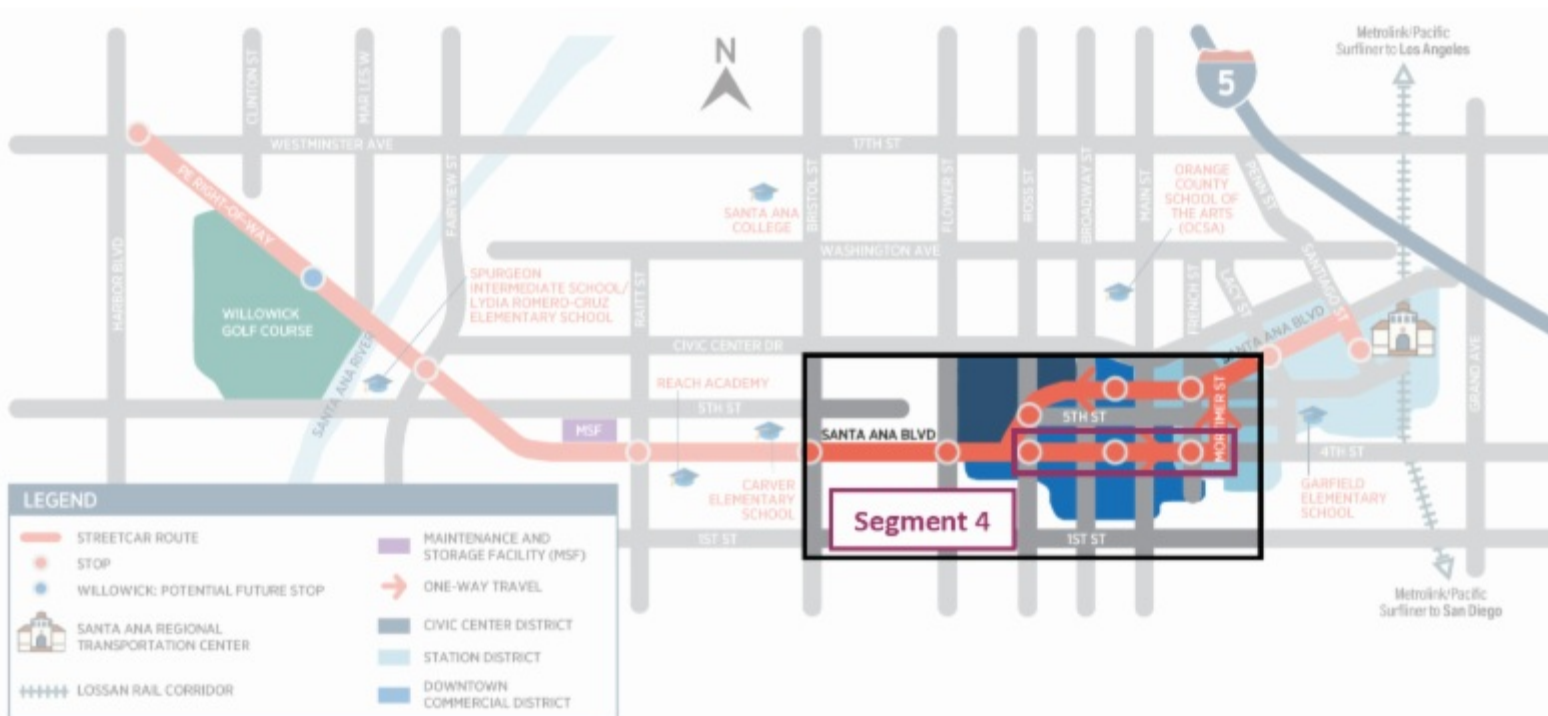 N
Metrolink/Pacific
Surfliner to Los Angeles
5
CLINTON ST
MAR LES W
WESTMINSTER AVE
17TH ST
PE RIGHT-OF-WAY
HARBOR BLVD
FAIRVIEW ST
SANTA ANA
COLLEGE
BRISTOL ST
FLOWER ST
ROSS ST
BROADWAY ST
MAIN ST
ORANGE
COUNTY
SCHOOL OF
THE ARTS
(OCSA)
PENN ST
WASHINGTON AVE
SPURGEON
INTERMEDIATE SCHOOL/
LYDIA ROMERO-CRUZ
ELEMENTARY SCHOOL
RAITT ST
FRENCH ST
LACY ST
SANTIAGO ST
WILLOWICK
GOLF COURSE
SANTA ANA RIVER
CIVIC CENTER DR
SANTA ANA BLVD
GRAND AVE
REACH ACADEMY
5TH ST
5TH ST
MORTIMER ST
MSF
SANTA ANA BLVD
4TH ST
CARVER
ELEMENTARY
SCHOOL
GARFIELD
ELEMENTARY
SCHOOL
Segment 4
1ST ST
1ST ST
Metrolink/Pacific
Surfliner to San Diego
LEGEND
STREETCAR ROUTE
STOP
WILLOWICK: POTENTIAL FUTURE STOP
SANTA ANA REGIONAL
TRANSPORTATION CENTER
LOSSAN RAIL CORRIDOR
MAINTENANCE AND
STORAGE FACILITY (MSF)
ONE-WAY TRAVEL
CIVIC CENTER DISTRICT
STATION DISTRICT
DOWNTOWN
COMMERCIAL DISTRICT